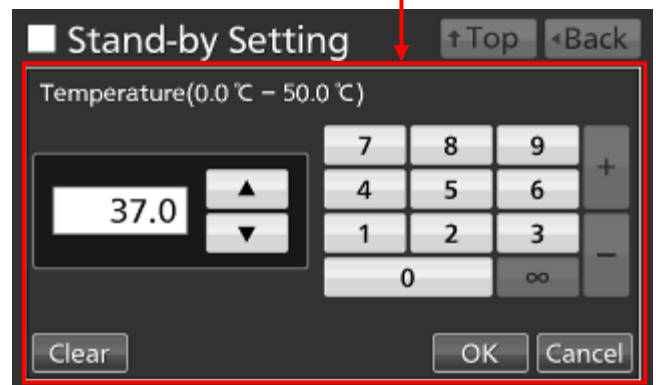 Stand-by Setting ↑Top ◂Back
Temperature(0.0 ℃ − 50.0 ℃)
7 8 9 +
37.0 ▲ 4 5 6
▼ 1 2 3 −
0 ∞
Clear OK Cancel